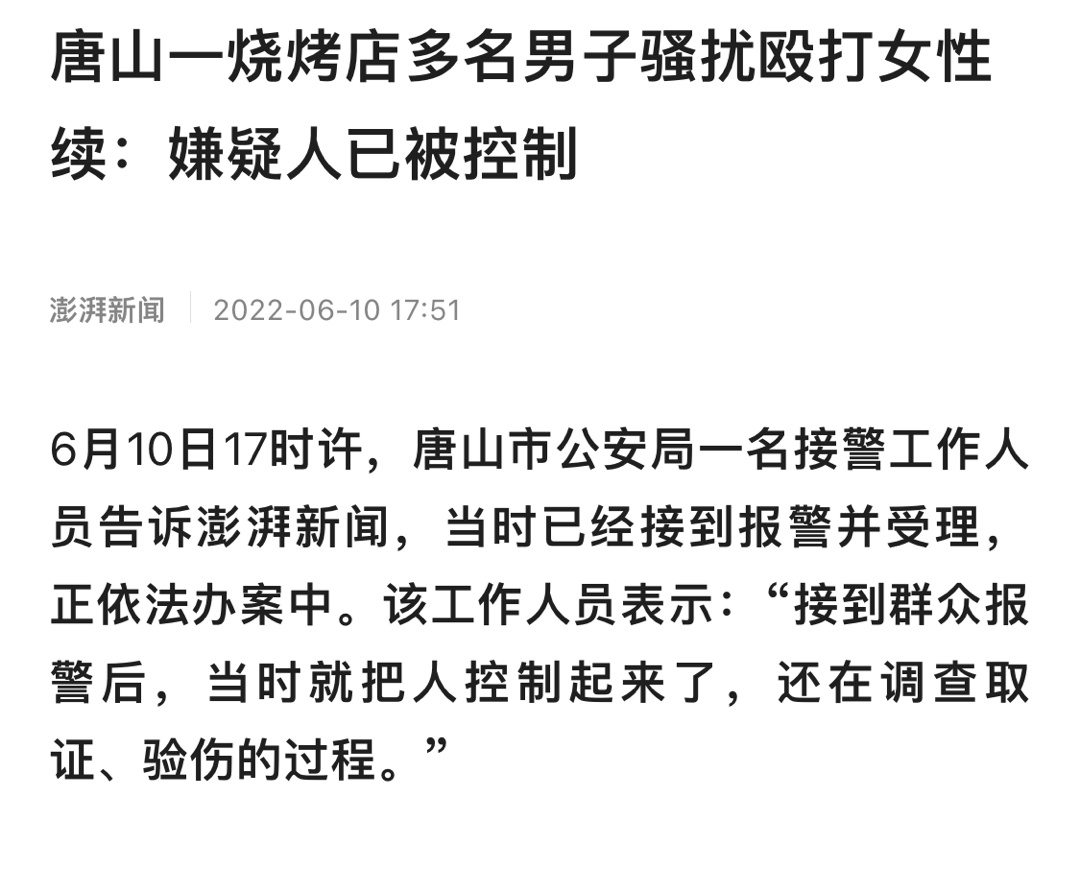 唐山一烧烤店多名男子骚扰殴打女性
续：嫌疑人已被控制
澎湃新闻 2022-06-10 17:51
6月10日17时许，唐山市公安局一名接警工作人
员告诉澎湃新闻，当时已经接到报警并受理，
正依法办案中。该工作人员表示：“接到群众报
警后，当时就把人控制起来了，还在调查取
证、验伤的过程。”